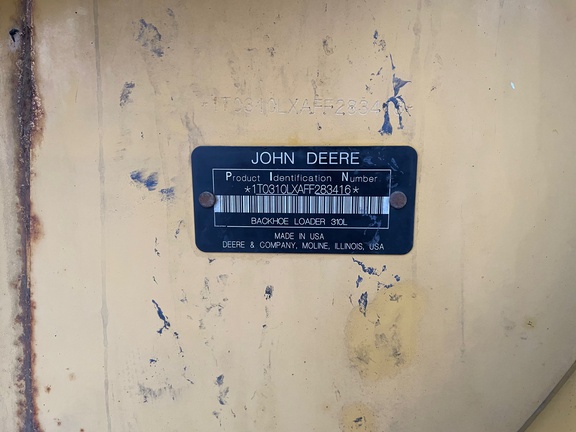 JOHN DEERE
Product Identification Number
*1T0310LXAFF283416*
BACKHOE LOADER 310L
MADE IN USA
DEERE & COMPANY, MOLINE, ILLINOIS, USA